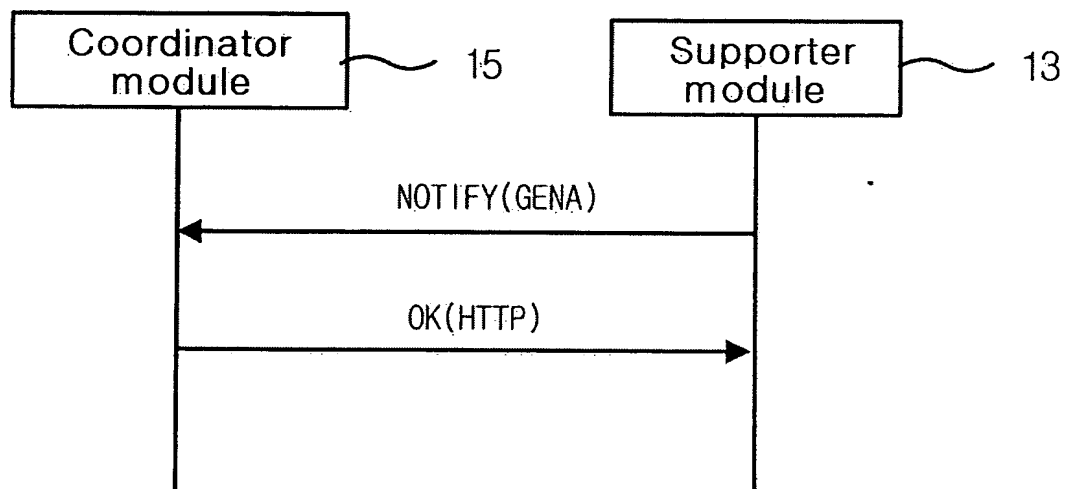 Coordinator
module
15
Supporter
module
13
NOTIFY(GENA)
OK(HTTP)